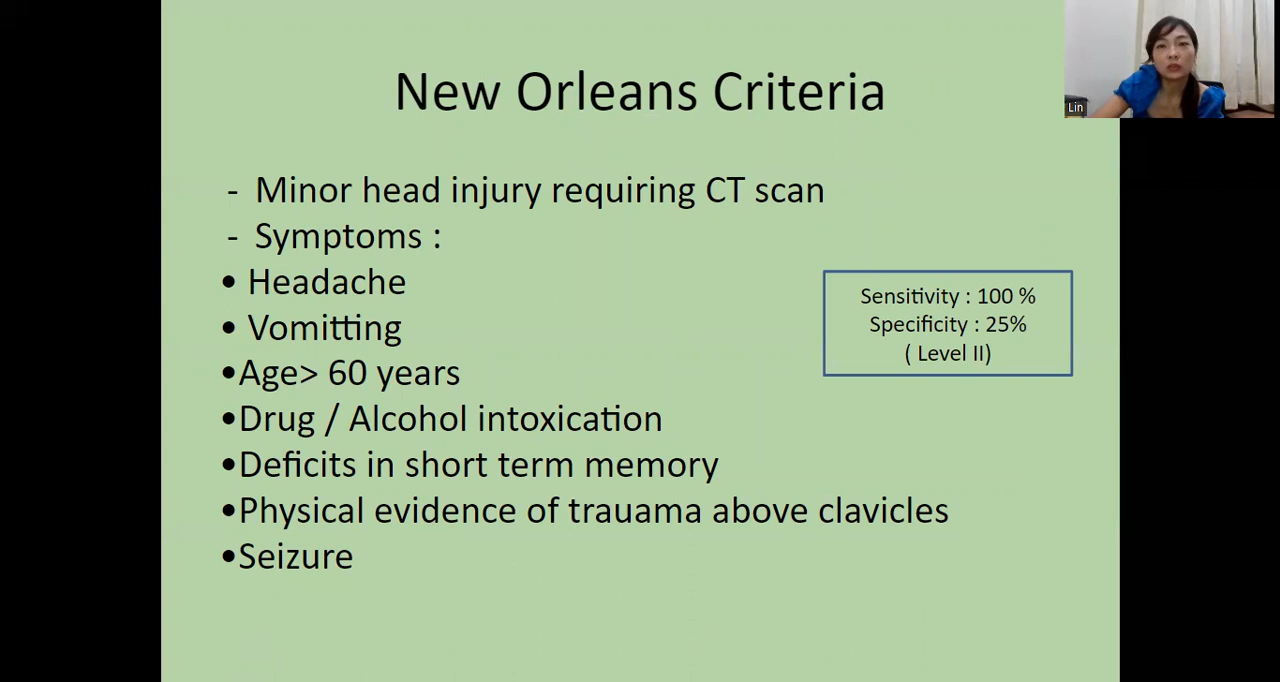 New Orleans Criteria
Lin
- Minor head injury requiring CT scan
- Symptoms :
• Headache
• Vomitting
•Age> 60 years
•Drug / Alcohol intoxication
•Deficits in short term memory
•Physical evidence of trauama above clavicles
•Seizure
Sensitivity : 100 %
Specificity : 25%
( Level II)